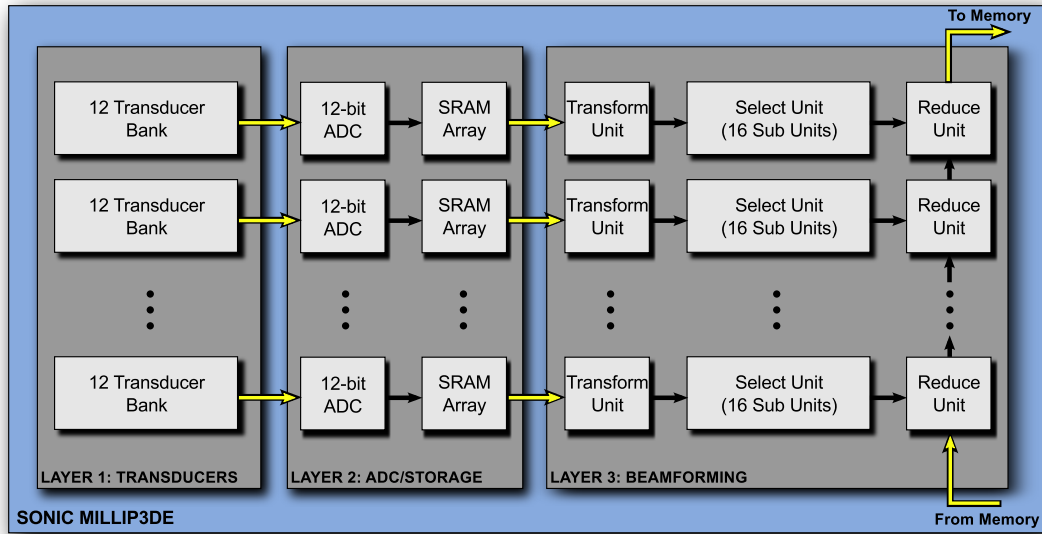 To Memory
12 Transducer
Bank
12-bit
ADC
SRAM
Array
Transform
Unit
Select Unit
(16 Sub Units)
Reduce
Unit
12 Transducer
Bank
12-bit
ADC
SRAM
Array
Transform
Unit
Select Unit
(16 Sub Units)
Reduce
Unit
12 Transducer
Bank
12-bit
ADC
SRAM
Array
Transform
Unit
Select Unit
(16 Sub Units)
Reduce
Unit
LAYER 1: TRANSDUCERS
LAYER 2: ADC/STORAGE
LAYER 3: BEAMFORMING
SONIC MILLIP3DE
From Memory